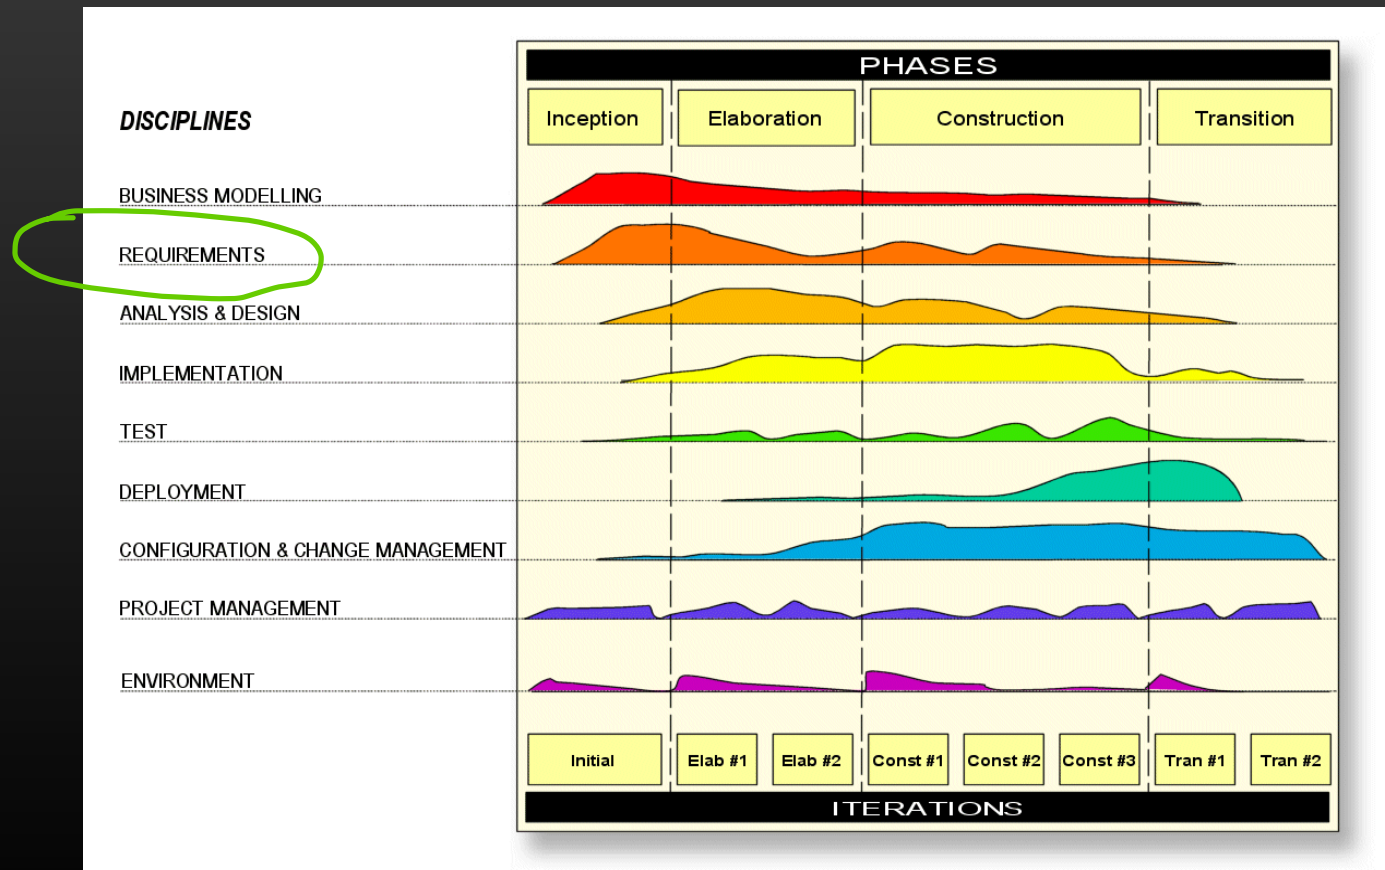 PHASES
DISCIPLINES
Inception Elaboration Construction Transition
BUSINESS MODELLING
REQUIREMENTS
ANALYSIS & DESIGN
IMPLEMENTATION
TEST
DEPLOYMENT
CONFIGURATION & CHANGE MANAGEMENT
PROJECT MANAGEMENT
ENVIRONMENT
Initial Elab #1 Elab #2 Const #1 Const #2 Const #3 Tran #1 Tran #2
ITERATIONS